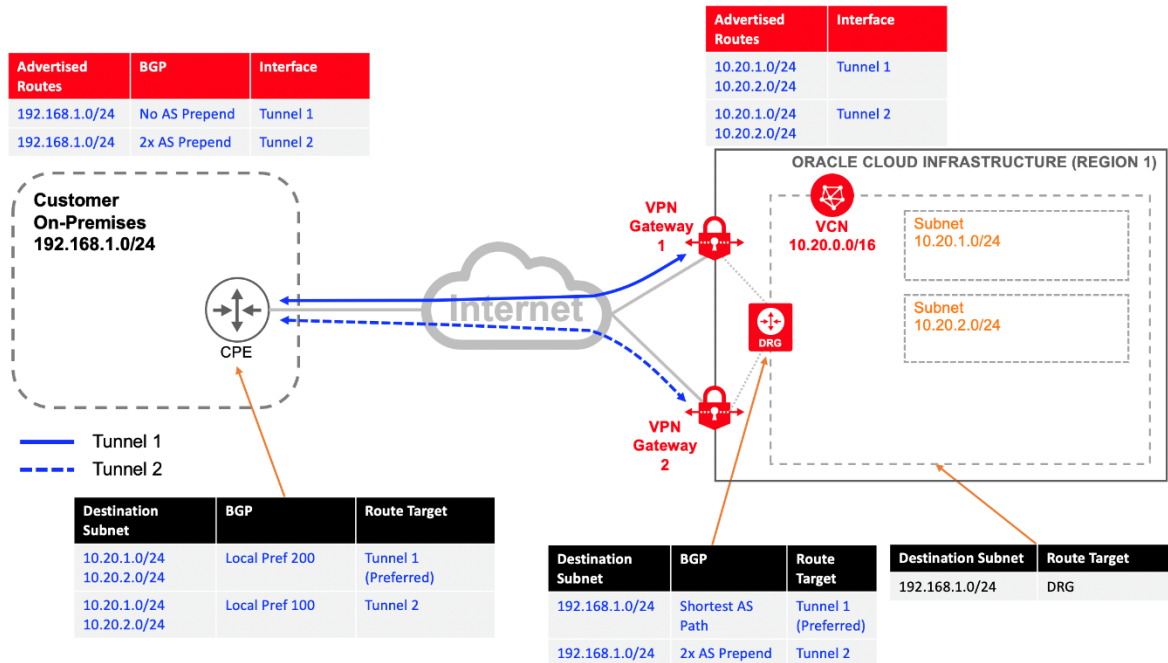 Advertised Routes BGP Interface
192.168.1.0/24 No AS Prepend Tunnel 1
192.168.1.0/24 2x AS Prepend Tunnel 2
Advertised Routes Interface
10.20.1.0/24 Tunnel 1
10.20.2.0/24
10.20.1.0/24 Tunnel 2
10.20.2.0/24
ORACLE CLOUD INFRASTRUCTURE (REGION 1)
Customer
On-Premises
192.168.1.0/24
CPE
Internet
VPN
Gateway
1
VPN
Gateway
2
DRG
VCN
10.20.0.0/16
Subnet
10.20.1.0/24
Subnet
10.20.2.0/24
Tunnel 1
Tunnel 2
Destination Subnet BGP Route Target
10.20.1.0/24 Local Pref 200 Tunnel 1
10.20.2.0/24 (Preferred)
10.20.1.0/24 Local Pref 100 Tunnel 2
10.20.2.0/24
Destination Subnet BGP Route Target
192.168.1.0/24 Shortest AS Path Tunnel 1 (Preferred)
192.168.1.0/24 2x AS Prepend Tunnel 2
Destination Subnet Route Target
192.168.1.0/24 DRG